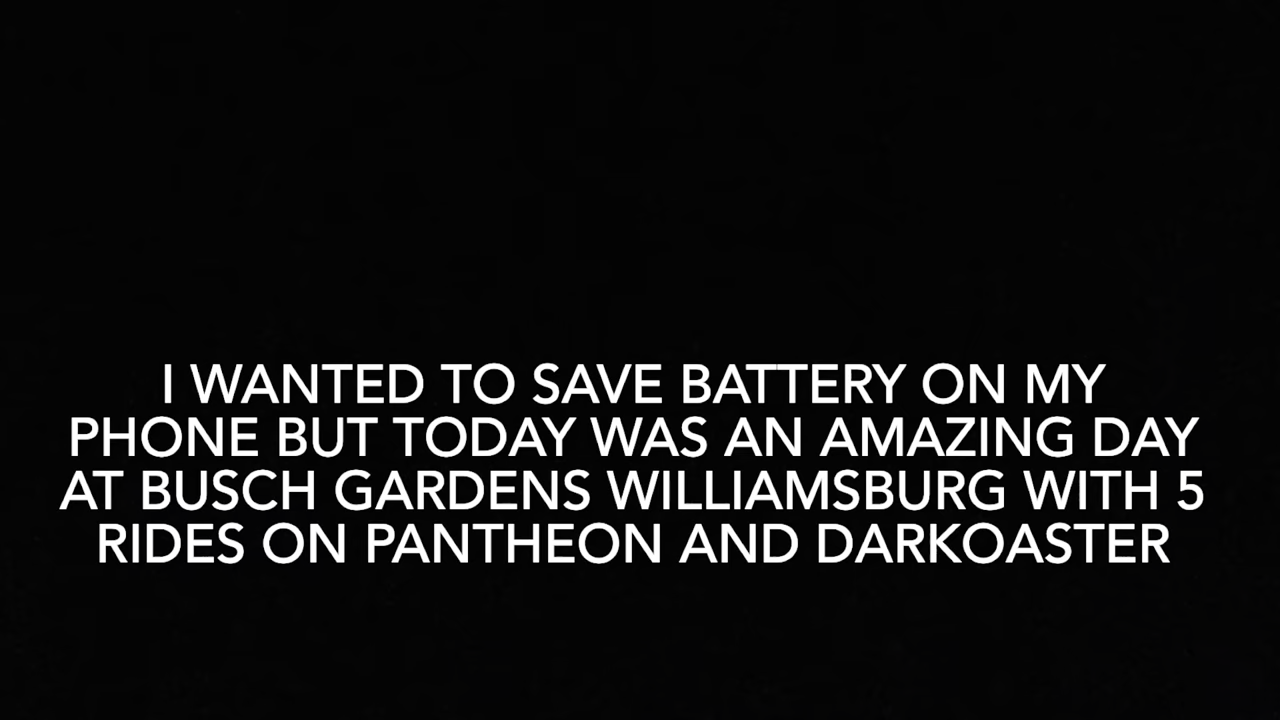 I WANTED TO SAVE BATTERY ON MY
PHONE BUT TODAY WAS AN AMAZING DAY
AT BUSCH GARDENS WILLIAMSBURG WITH 5
RIDES ON PANTHEON AND DARKOASTER